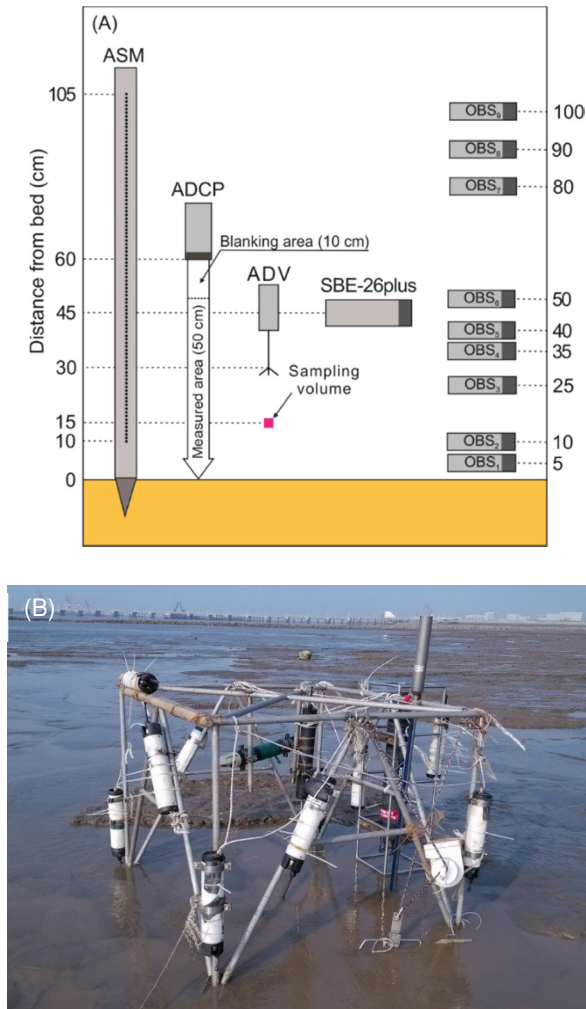 (A)
ASM
105
ADCP
Blanking area (10 cm)
60
ADV
SBE-26plus
45
30
Sampling
volume
15
10
0
Distance from bed (cm)
Measured area (50 cm)
OBS₉ 100
OBS₈ 90
OBS₇ 80
OBS₆ 50
OBS₅ 40
OBS₄ 35
OBS₃ 25
OBS₂ 10
OBS₁ 5
(B)